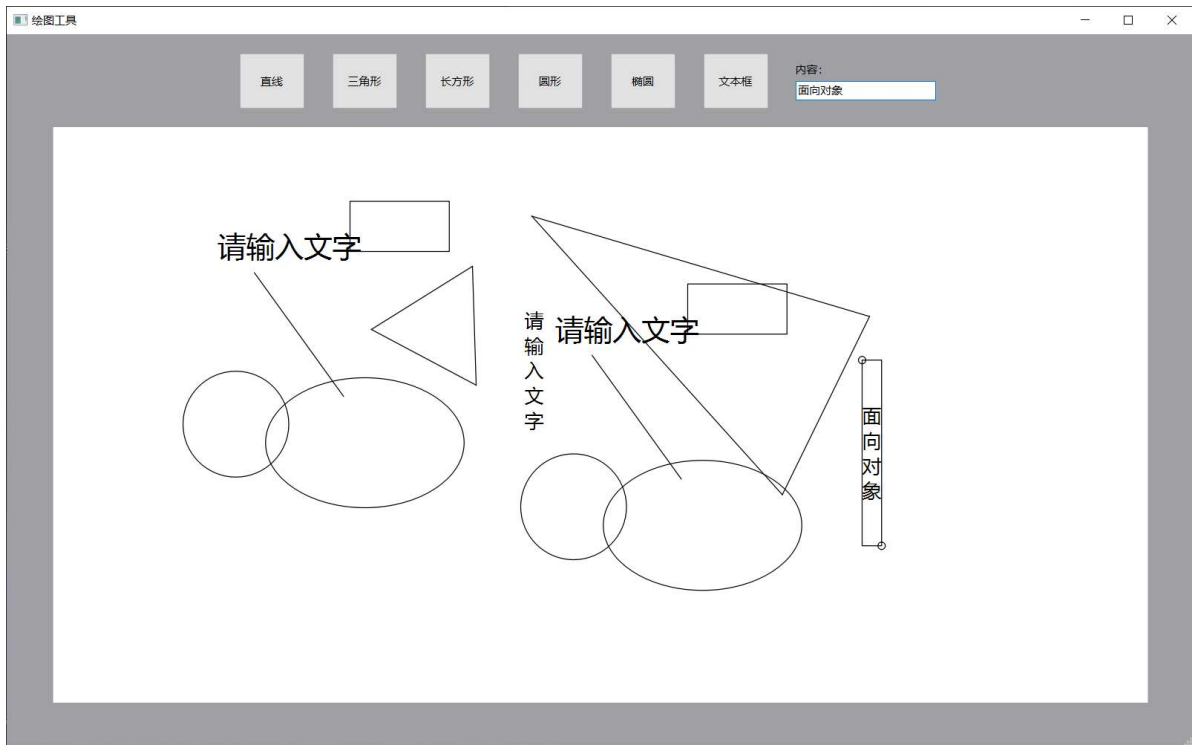 绘图工具
直线
三角形
长方形
圆形
椭圆
文本框
内容：
面向对象
请输入文字
请输入文字
请输入文字
面向对象